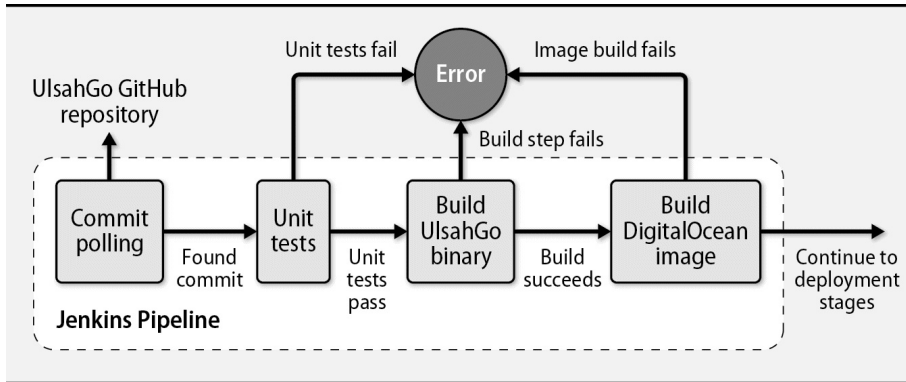 Unit tests fail
Error
Image build fails
UlsahGo GitHub
repository
Build step fails
Commit
polling
Found
commit
Unit
tests
Unit
tests
pass
Build
UlsahGo
binary
Build
succeeds
Build
DigitalOcean
image
Continue to
deployment
stages
Jenkins Pipeline